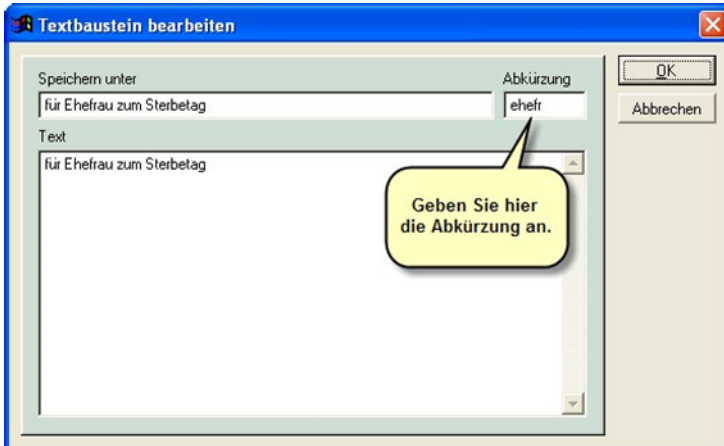 Textbaustein bearbeiten
Speichern unter
Abkürzung
OK
für Ehefrau zum Sterbetag
ehefr
Abbrechen
Text
für Ehefrau zum Sterbetag
Geben Sie hier
die Abkürzung an.